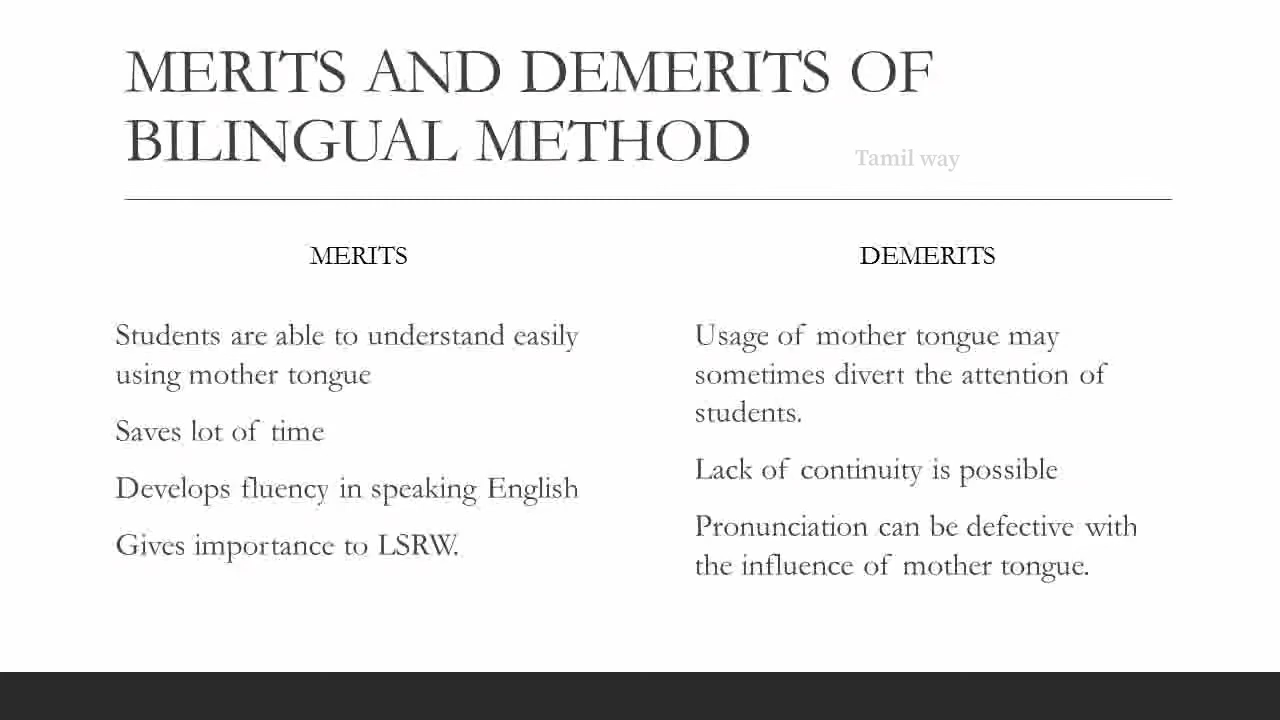 MERITS AND DEMERITS OF
BILINGUAL METHOD
Tamil way
MERITS
Students are able to understand easily
using mother tongue
Saves lot of time
Develops fluency in speaking English
Gives importance to LSRW.
DEMERITS
Usage of mother tongue may
sometimes divert the attention of
students.
Lack of continuity is possible
Pronunciation can be defective with
the influence of mother tongue.